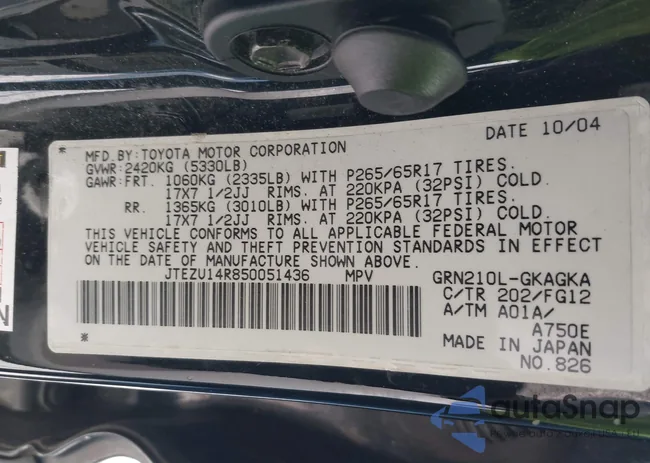 DATE 10/04
* MFD.BY:TOYOTA MOTOR CORPORATION
GVWR:2420KG (5330LB)
GAWR:FRT. 1060KG (2335LB) WITH P265/65R17 TIRES.
17X7 1/2JJ RIMS. AT 220KPA (32PSI) COLD.
RR. 1365KG (3010LB) WITH P265/65R17 TIRES.
17X7 1/2JJ RIMS. AT 220KPA (32PSI) COLD.
THIS VEHICLE CONFORMS TO ALL APPLICABLE FEDERAL MOTOR
VEHICLE SAFETY AND THEFT PREVENTION STANDARDS IN EFFECT
ON THE DATE OF MANUFACTURE SHOWN ABOVE.
JTEZU14R850051436 MPV GRN210L-GKAGKA
C/TR 202/FG12
A/TM A01A/
A750E
* MADE IN JAPAN
NO.826
autoSnap